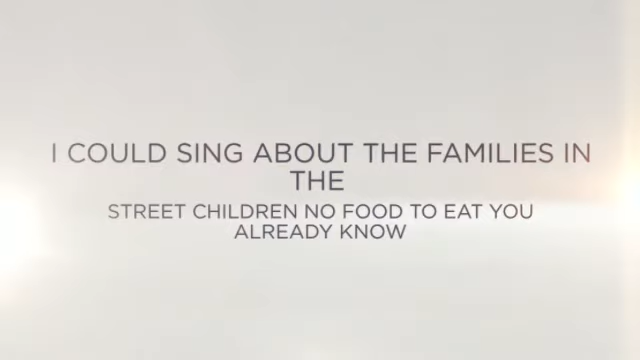 I COULD SING ABOUT THE FAMILIES IN
THE
STREET CHILDREN NO FOOD TO EAT YOU
ALREADY KNOW